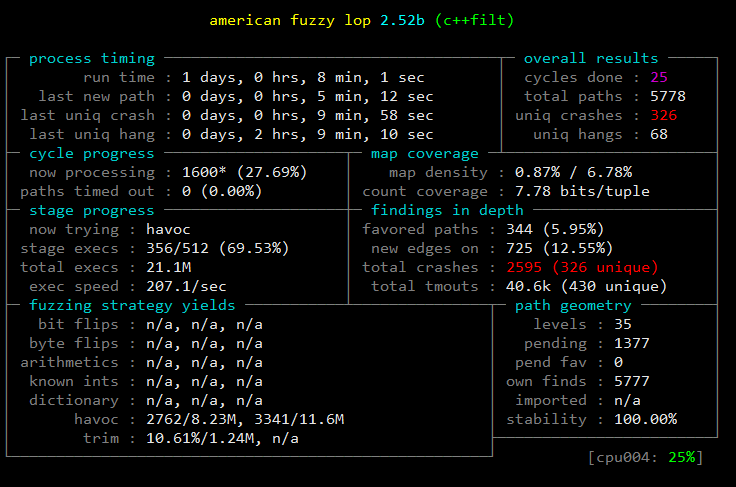 american fuzzy lop 2.52b (c++filt)
process timing overall results
run time : 1 days, 0 hrs, 8 min, 1 sec cycles done : 25
last new path : 0 days, 0 hrs, 5 min, 12 sec total paths : 5778
last uniq crash : 0 days, 0 hrs, 9 min, 58 sec uniq crashes : 326
last uniq hang : 0 days, 2 hrs, 9 min, 10 sec uniq hangs : 68
cycle progress map coverage
now processing : 1600* (27.69%) map density : 0.87% / 6.78%
paths timed out : 0 (0.00%) count coverage : 7.78 bits/tuple
stage progress findings in depth
now trying : havoc favored paths : 344 (5.95%)
stage execs : 356/512 (69.53%) new edges on : 725 (12.55%)
total execs : 21.1M total crashes : 2595 (326 unique)
exec speed : 207.1/sec total tmouts : 40.6k (430 unique)
fuzzing strategy yields path geometry
bit flips : n/a, n/a, n/a levels : 35
byte flips : n/a, n/a, n/a pending : 1377
arithmetics : n/a, n/a, n/a pend fav : 0
known ints : n/a, n/a, n/a own finds : 5777
dictionary : n/a, n/a, n/a imported : n/a
havoc : 2762/8.23M, 3341/11.6M stability : 100.00%
trim : 10.61%/1.24M, n/a
[cpu004: 25%]